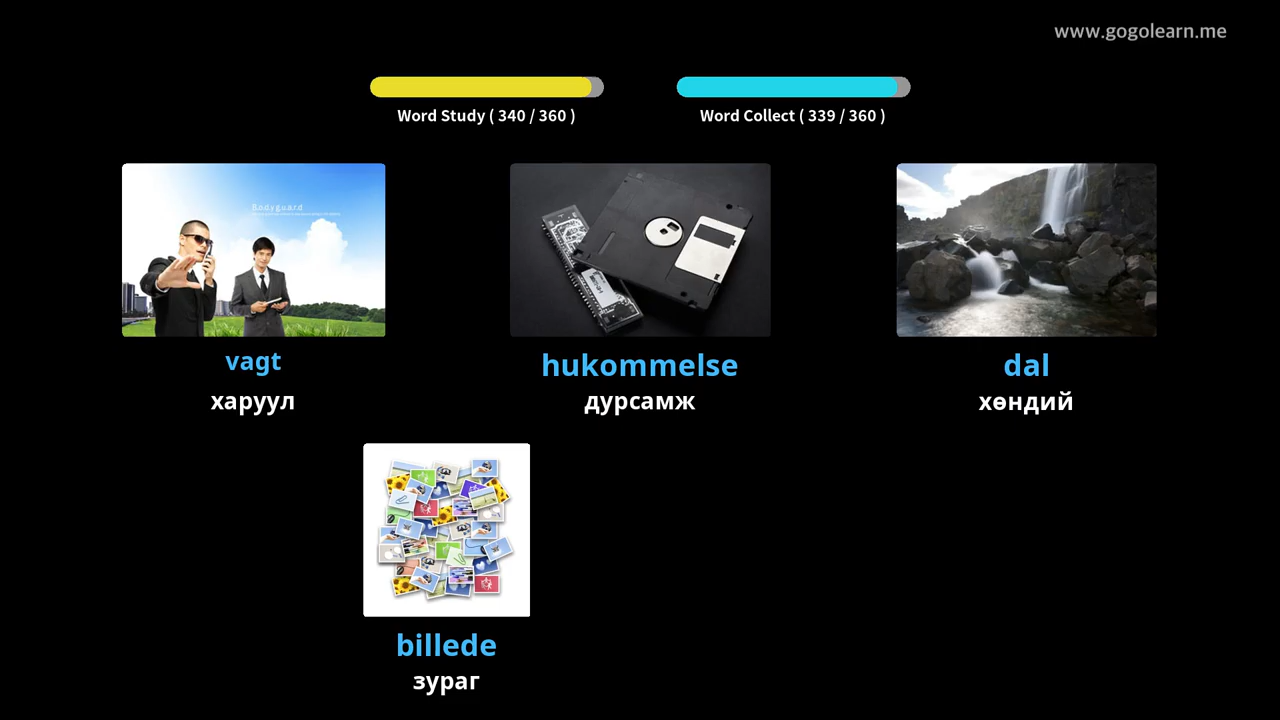 www.gogolearn.me
Word Study ( 340 / 360 )
Word Collect ( 339 / 360 )
Bodyguard
vagt
харуул
hukommelse
дурсамж
dal
хөндий
billede
зураг